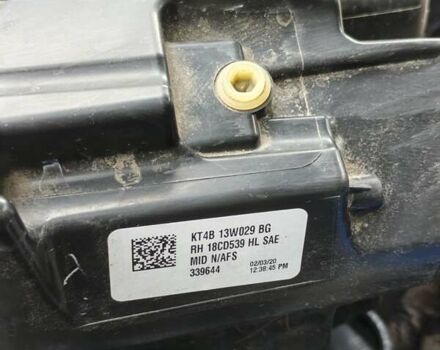 KT4B 13W029 BG
RH 18CD539 HL SAE
MID N/AFS
339644
02/03/20
12:38:45 PM